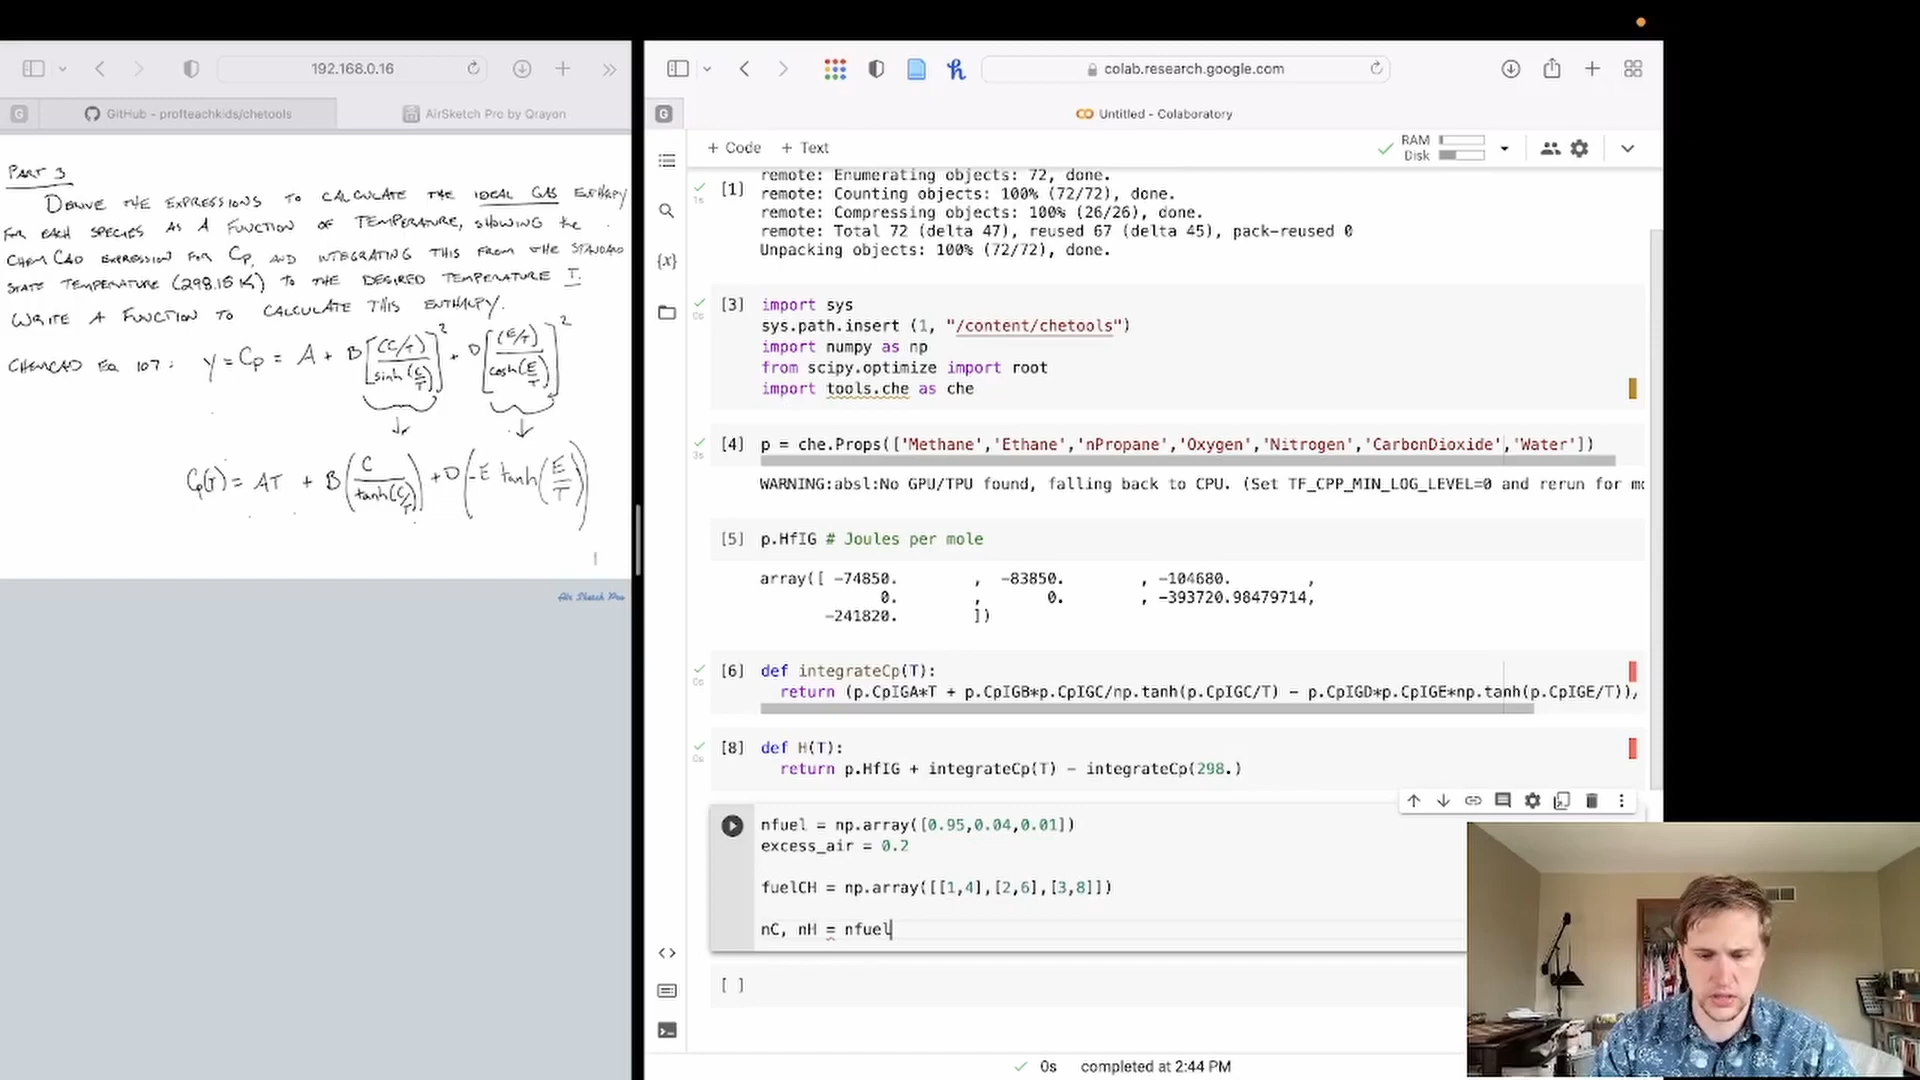 192.168.0.16
GitHub - profteachkids/chetools
AirSketch Pro by Qrayon
PART 3
DERIVE THE EXPRESSIONS TO CALCULATE THE IDEAL GAS ENTHALPY
FOR EACH SPECIES AS A FUNCTION OF TEMPERATURE, SHOWING the
CHEM CAD EXPRESSION FOR Cp, AND INTEGRATING THIS FROM the STANDARD
STATE TEMPERATURE (298.15 K) TO THE DESIRED TEMPERATURE T.
WRITE A FUNCTION TO CALCULATE THIS ENTHALPY.
CHEMCAD EQ 107: y = Cp = A + B[(C/T)/sinh(C/T)]² + D[(E/T)/cosh(E/T)]²
Cp(T) = AT + B(C/tanh(C/T)) + D(-E tanh(E/T))
Air Sketch Pro
colab.research.google.com
G
Untitled - Colaboratory
+ Code + Text
RAM
Disk
remote: Enumerating objects: 72, done.
[1]
1s
remote: Counting objects: 100% (72/72), done.
remote: Compressing objects: 100% (26/26), done.
remote: Total 72 (delta 47), reused 67 (delta 45), pack-reused 0
Unpacking objects: 100% (72/72), done.
[3] import sys
0s
sys.path.insert (1, "/content/chetools")
import numpy as np
from scipy.optimize import root
import tools.che as che
[4] p = che.Props(['Methane','Ethane','nPropane','Oxygen','Nitrogen','CarbonDioxide','Water'])
3s
WARNING:absl:No GPU/TPU found, falling back to CPU. (Set TF_CPP_MIN_LOG_LEVEL=0 and rerun for mo
[5] p.HfIG # Joules per mole
array([ -74850. , -83850. , -104680. ,
0. , 0. , -393720.98479714,
-241820. ])
[6] def integrateCp(T):
0s
return (p.CpIGA*T + p.CpIGB*p.CpIGC/np.tanh(p.CpIGC/T) - p.CpIGD*p.CpIGE*np.tanh(p.CpIGE/T)),
[8] def H(T):
0s
return p.HfIG + integrateCp(T) - integrateCp(298.)
nfuel = np.array([0.95,0.04,0.01])
excess_air = 0.2
fuelCH = np.array([[1,4],[2,6],[3,8]])
nC, nH = nfuel
[ ]
0s completed at 2:44 PM